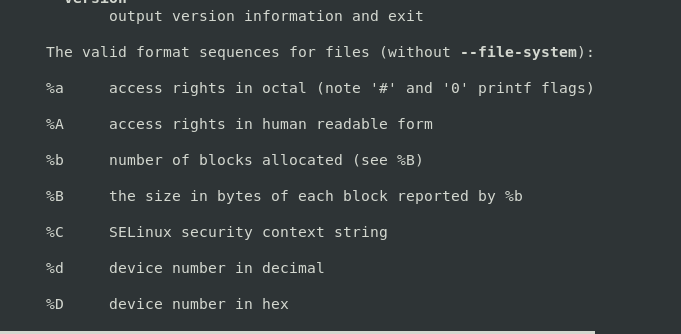 version
output version information and exit
The valid format sequences for files (without --file-system):
%a access rights in octal (note '#' and '0' printf flags)
%A access rights in human readable form
%b number of blocks allocated (see %B)
%B the size in bytes of each block reported by %b
%C SELinux security context string
%d device number in decimal
%D device number in hex